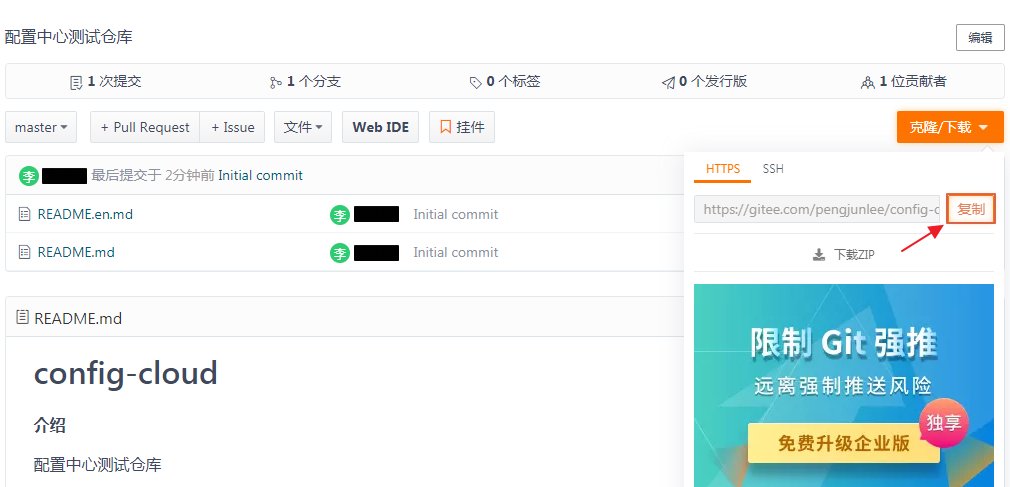 配置中心测试仓库
编辑
1 次提交 1 个分支 0 个标签 0 个发行版 1 位贡献者
master + Pull Request + Issue 文件 Web IDE 挂件 克隆/下载
HTTPS SSH
李 最后提交于 2分钟前 Initial commit
https://gitee.com/pengjunlee/config-c 复制
README.en.md 李 Initial commit
README.md 李 Initial commit
下载ZIP
README.md
config-cloud
介绍
配置中心测试仓库
限制 Git 强推
远离强制推送风险
独享
免费升级企业版